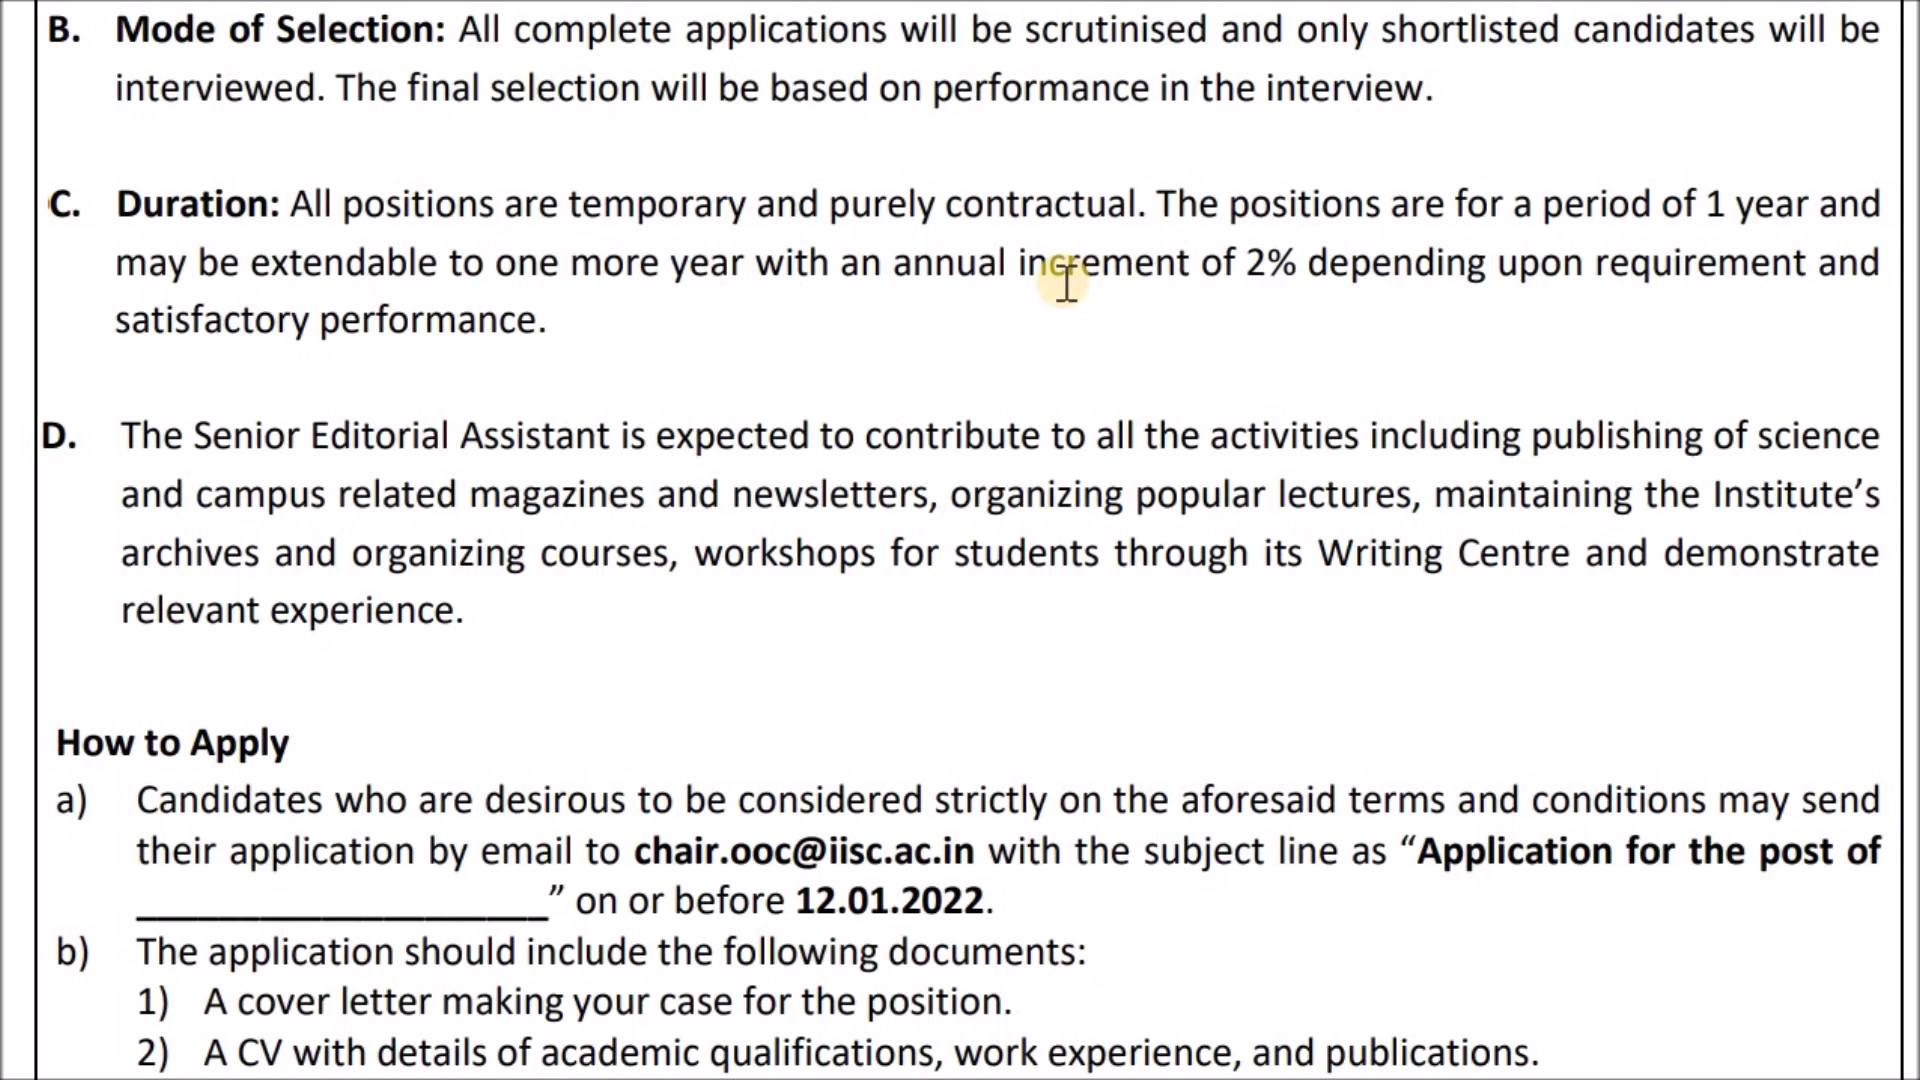 B. Mode of Selection: All complete applications will be scrutinised and only shortlisted candidates will be
interviewed. The final selection will be based on performance in the interview.
C. Duration: All positions are temporary and purely contractual. The positions are for a period of 1 year and
may be extendable to one more year with an annual increment of 2% depending upon requirement and
satisfactory performance.
D. The Senior Editorial Assistant is expected to contribute to all the activities including publishing of science
and campus related magazines and newsletters, organizing popular lectures, maintaining the Institute’s
archives and organizing courses, workshops for students through its Writing Centre and demonstrate
relevant experience.
How to Apply
a) Candidates who are desirous to be considered strictly on the aforesaid terms and conditions may send
their application by email to chair.ooc@iisc.ac.in with the subject line as “Application for the post of
____________________” on or before 12.01.2022.
b) The application should include the following documents:
1) A cover letter making your case for the position.
2) A CV with details of academic qualifications, work experience, and publications.